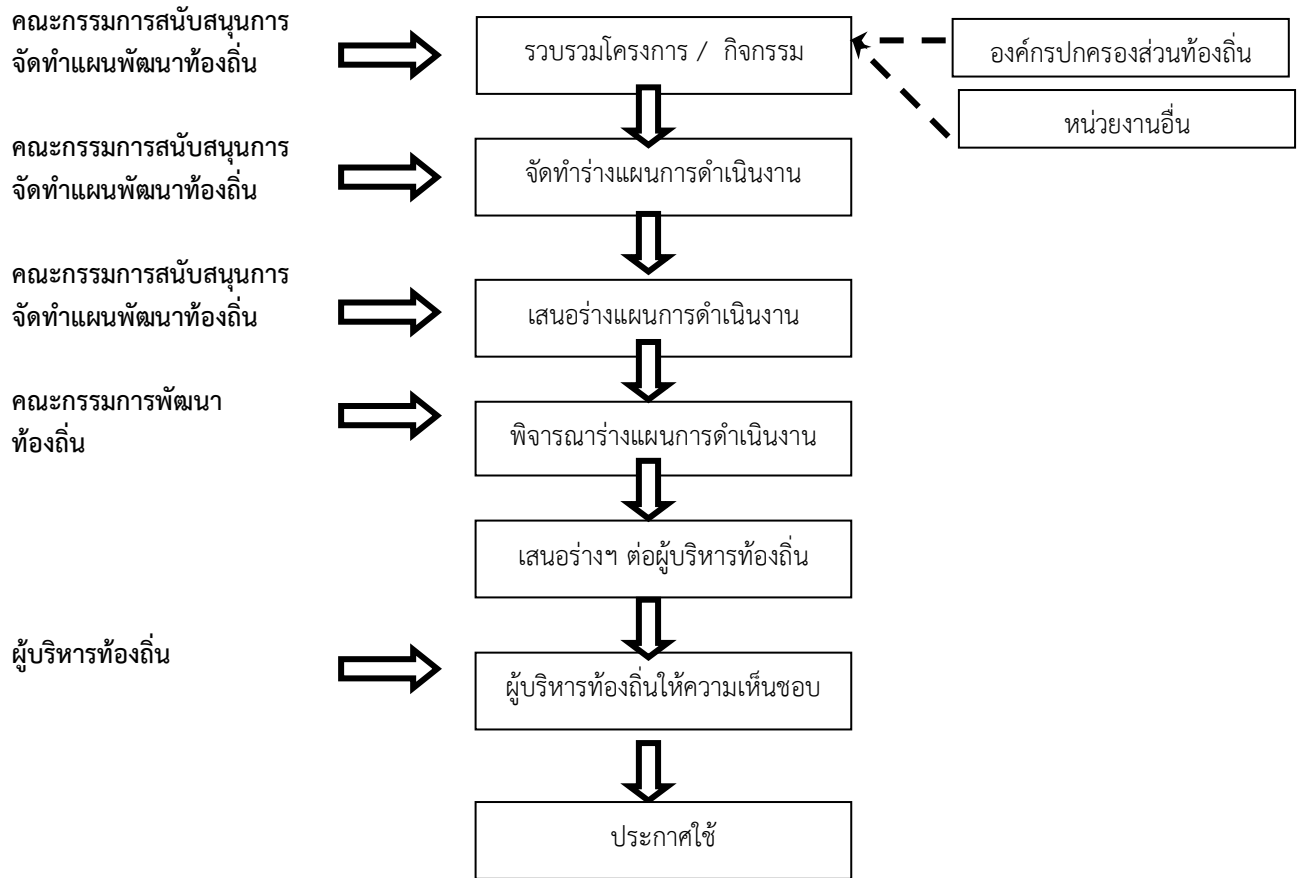 คณะกรรมการสนับสนุนการ
จัดทำแผนพัฒนาท้องถิ่น
รวบรวมโครงการ / กิจกรรม
องค์กรปกครองส่วนท้องถิ่น
หน่วยงานอื่น
คณะกรรมการสนับสนุนการ
จัดทำแผนพัฒนาท้องถิ่น
จัดทำร่างแผนการดำเนินงาน
คณะกรรมการสนับสนุนการ
จัดทำแผนพัฒนาท้องถิ่น
เสนอร่างแผนการดำเนินงาน
คณะกรรมการพัฒนา
ท้องถิ่น
พิจารณาร่างแผนการดำเนินงาน
เสนอร่างฯ ต่อผู้บริหารท้องถิ่น
ผู้บริหารท้องถิ่น
ผู้บริหารท้องถิ่นให้ความเห็นชอบ
ประกาศใช้